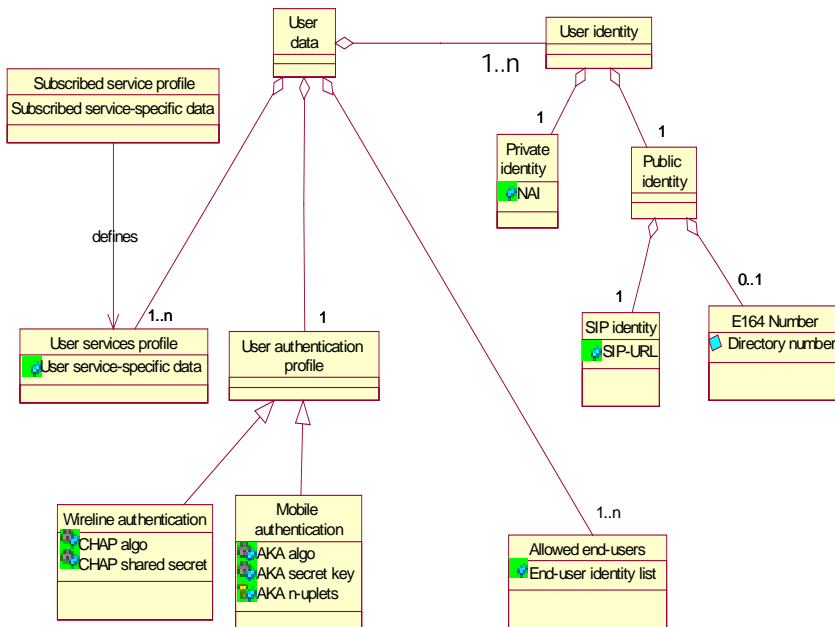 User
data
User identity
1..n
Subscribed service profile
Subscribed service-specific data
1
1
Private
identity
NAI
Public
identity
defines
1..n
1
1
0..1
User services profile
User service-specific data
User authentication
profile
SIP identity
SIP-URL
E164 Number
Directory number
1..n
Wireline authentication
CHAP algo
CHAP shared secret
Mobile
authentication
AKA algo
AKA secret key
AKA n-uplets
Allowed end-users
End-user identity list